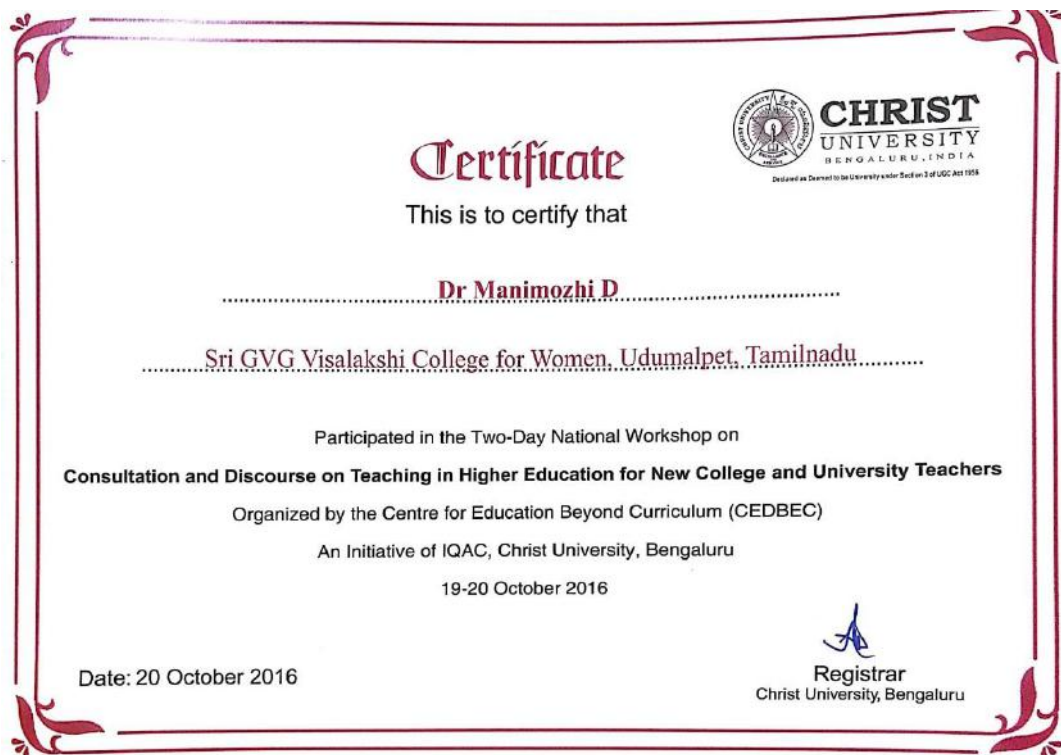 CHRIST
UNIVERSITY
BENGALURU, INDIA
Declared as Deemed to be University under Section 3 of UGC Act 1956
CHRIST UNIVERSITY
EXCELLENCE
Certificate
This is to certify that
Dr Manimozhi D
Sri GVG Visalakshi College for Women, Udumalpet, Tamilnadu
Participated in the Two-Day National Workshop on
Consultation and Discourse on Teaching in Higher Education for New College and University Teachers
Organized by the Centre for Education Beyond Curriculum (CEDBEC)
An Initiative of IQAC, Christ University, Bengaluru
19-20 October 2016
Date: 20 October 2016
Registrar
Christ University, Bengaluru